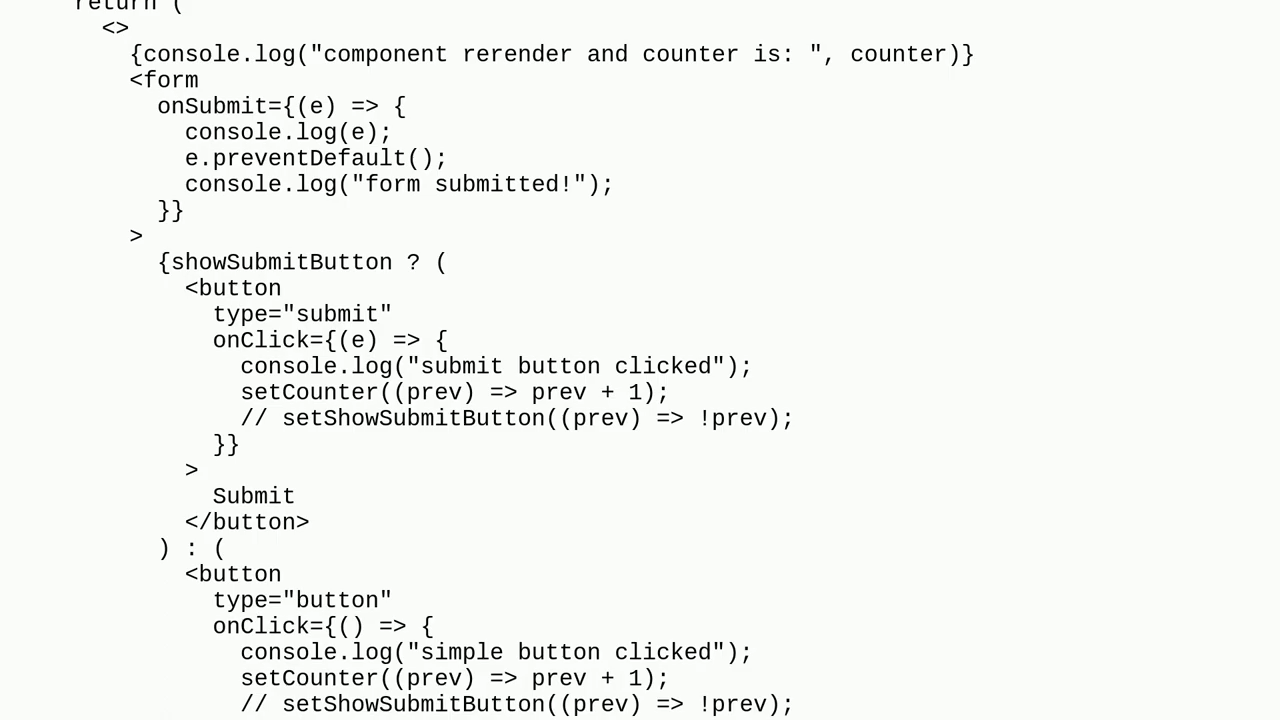 return (
<>
{console.log("component rerender and counter is: ", counter)}
<form
onSubmit={(e) => {
console.log(e);
e.preventDefault();
console.log("form submitted!");
}}
>
{showSubmitButton ? (
<button
type="submit"
onClick={(e) => {
console.log("submit button clicked");
setCounter((prev) => prev + 1);
// setShowSubmitButton((prev) => !prev);
}}
>
Submit
</button>
) : (
<button
type="button"
onClick={() => {
console.log("simple button clicked");
setCounter((prev) => prev + 1);
// setShowSubmitButton((prev) => !prev);